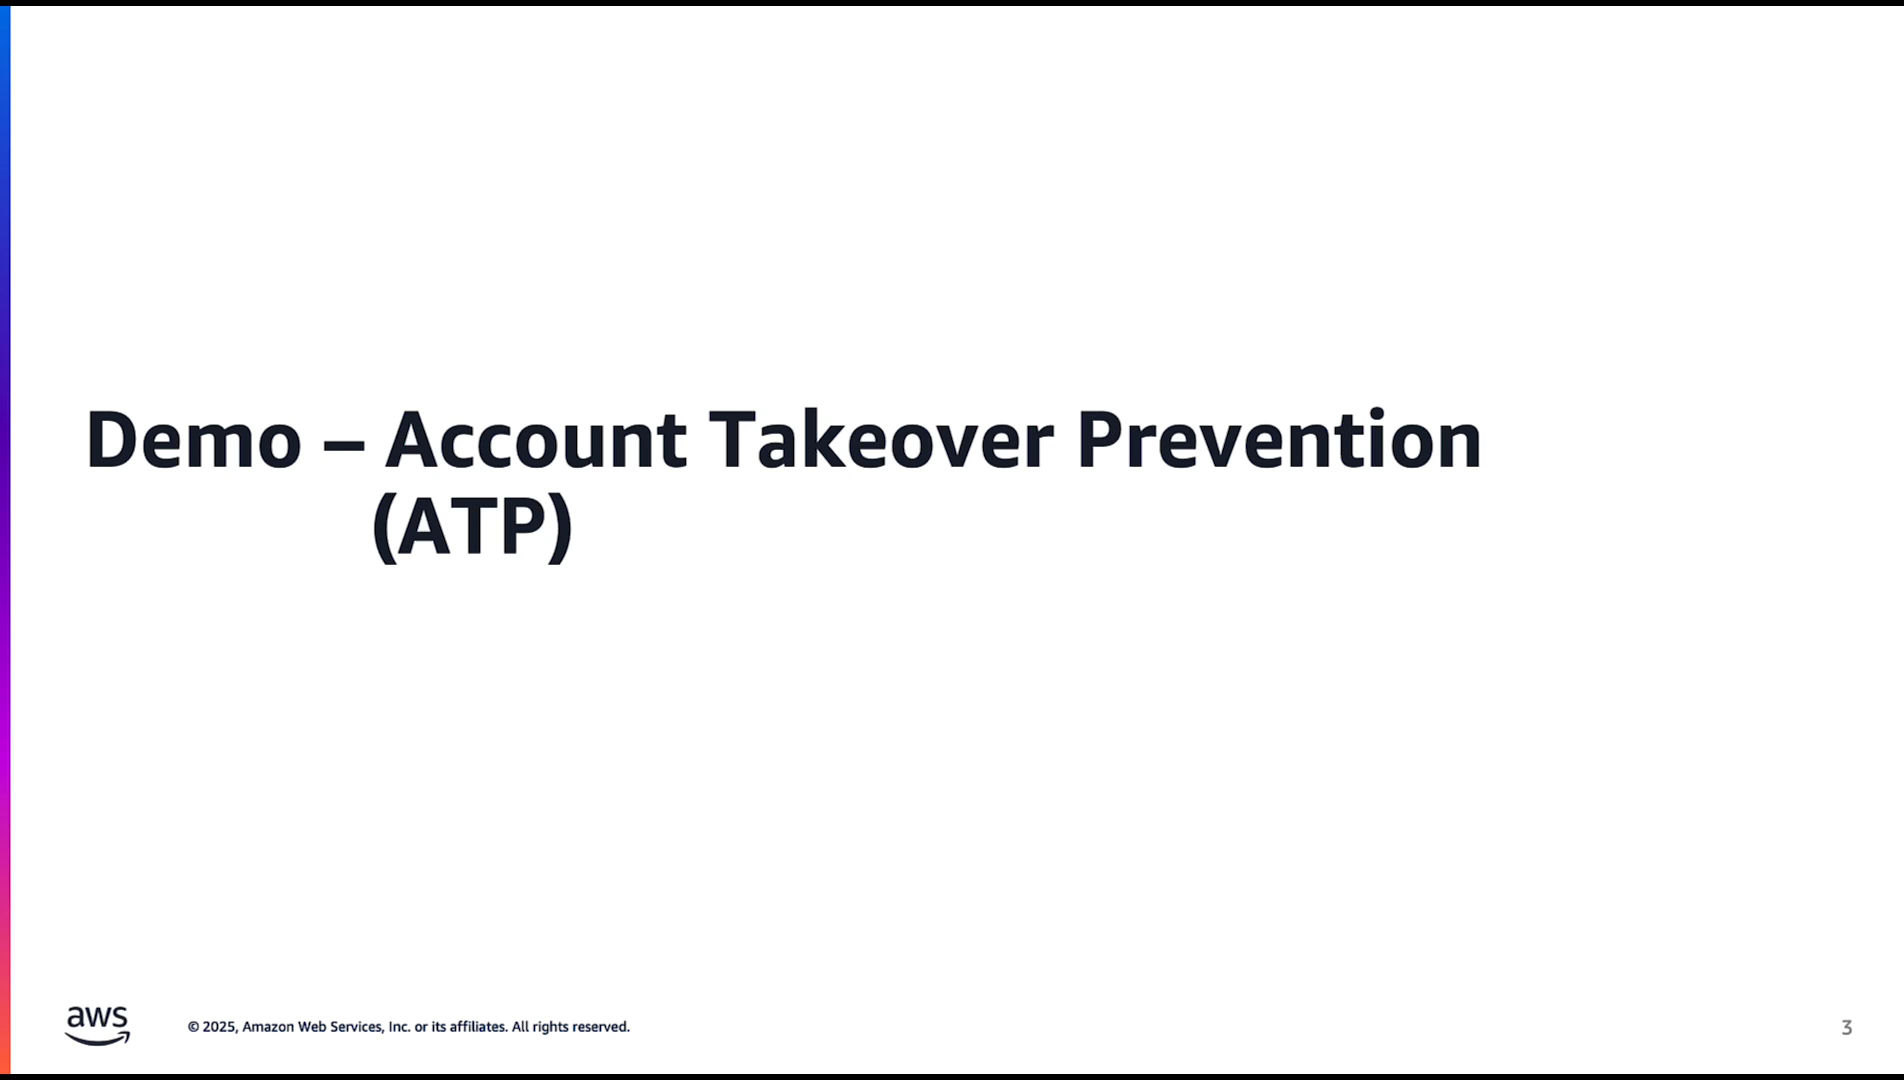 Demo – Account Takeover Prevention
(ATP)
aws
© 2025, Amazon Web Services, Inc. or its affiliates. All rights reserved.
3